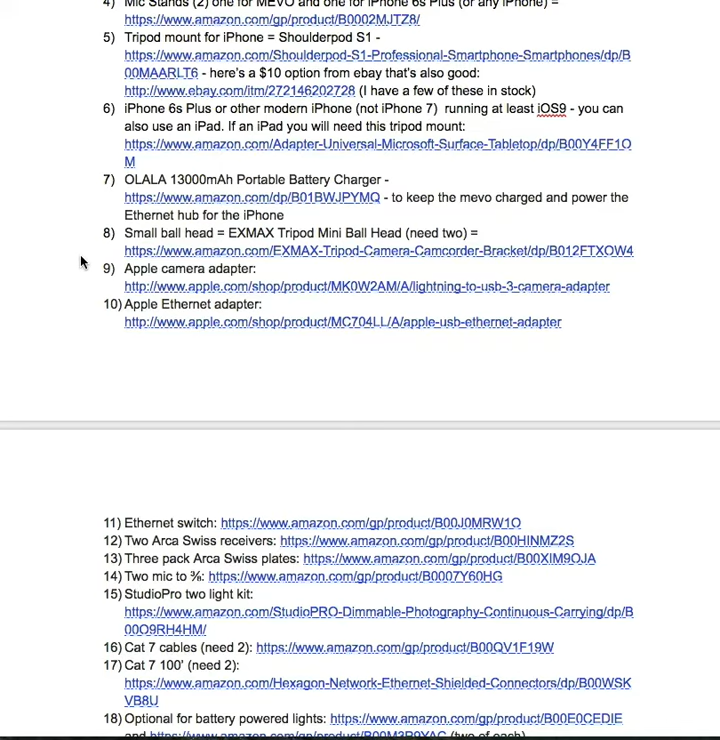 4) Mic Stands (2) one for MEVO and one for iPhone 6s Plus (or any iPhone) =
https://www.amazon.com/gp/product/B0002MJTZ8/
5) Tripod mount for iPhone = Shoulderpod S1 -
https://www.amazon.com/Shoulderpod-S1-Professional-Smartphone-Smartphones/dp/B
00MAARLT6 - here's a $10 option from ebay that's also good:
http://www.ebay.com/itm/272146202728 (I have a few of these in stock)
6) iPhone 6s Plus or other modern iPhone (not iPhone 7) running at least iOS9 - you can
also use an iPad. If an iPad you will need this tripod mount:
https://www.amazon.com/Adapter-Universal-Microsoft-Surface-Tabletop/dp/B00Y4FF1O
M
7) OLALA 13000mAh Portable Battery Charger -
https://www.amazon.com/dp/B01BWJPYMQ - to keep the mevo charged and power the
Ethernet hub for the iPhone
8) Small ball head = EXMAX Tripod Mini Ball Head (need two) =
https://www.amazon.com/EXMAX-Tripod-Camera-Camcorder-Bracket/dp/B012FTXOW4
9) Apple camera adapter:
http://www.apple.com/shop/product/MK0W2AM/A/lightning-to-usb-3-camera-adapter
10) Apple Ethernet adapter:
http://www.apple.com/shop/product/MC704LL/A/apple-usb-ethernet-adapter
11) Ethernet switch: https://www.amazon.com/gp/product/B00J0MRW1O
12) Two Arca Swiss receivers: https://www.amazon.com/gp/product/B00HINMZ2S
13) Three pack Arca Swiss plates: https://www.amazon.com/gp/product/B00XIM9OJA
14) Two mic to ⅜: https://www.amazon.com/gp/product/B0007Y60HG
15) StudioPro two light kit:
https://www.amazon.com/StudioPRO-Dimmable-Photography-Continuous-Carrying/dp/B
00O9RH4HM/
16) Cat 7 cables (need 2): https://www.amazon.com/gp/product/B00QV1F19W
17) Cat 7 100' (need 2):
https://www.amazon.com/Hexagon-Network-Ethernet-Shielded-Connectors/dp/B00WSK
VB8U
18) Optional for battery powered lights: https://www.amazon.com/gp/product/B00E0CEDIE
and https://www.amazon.com/gp/product/B00M3R9YAC (two of each)